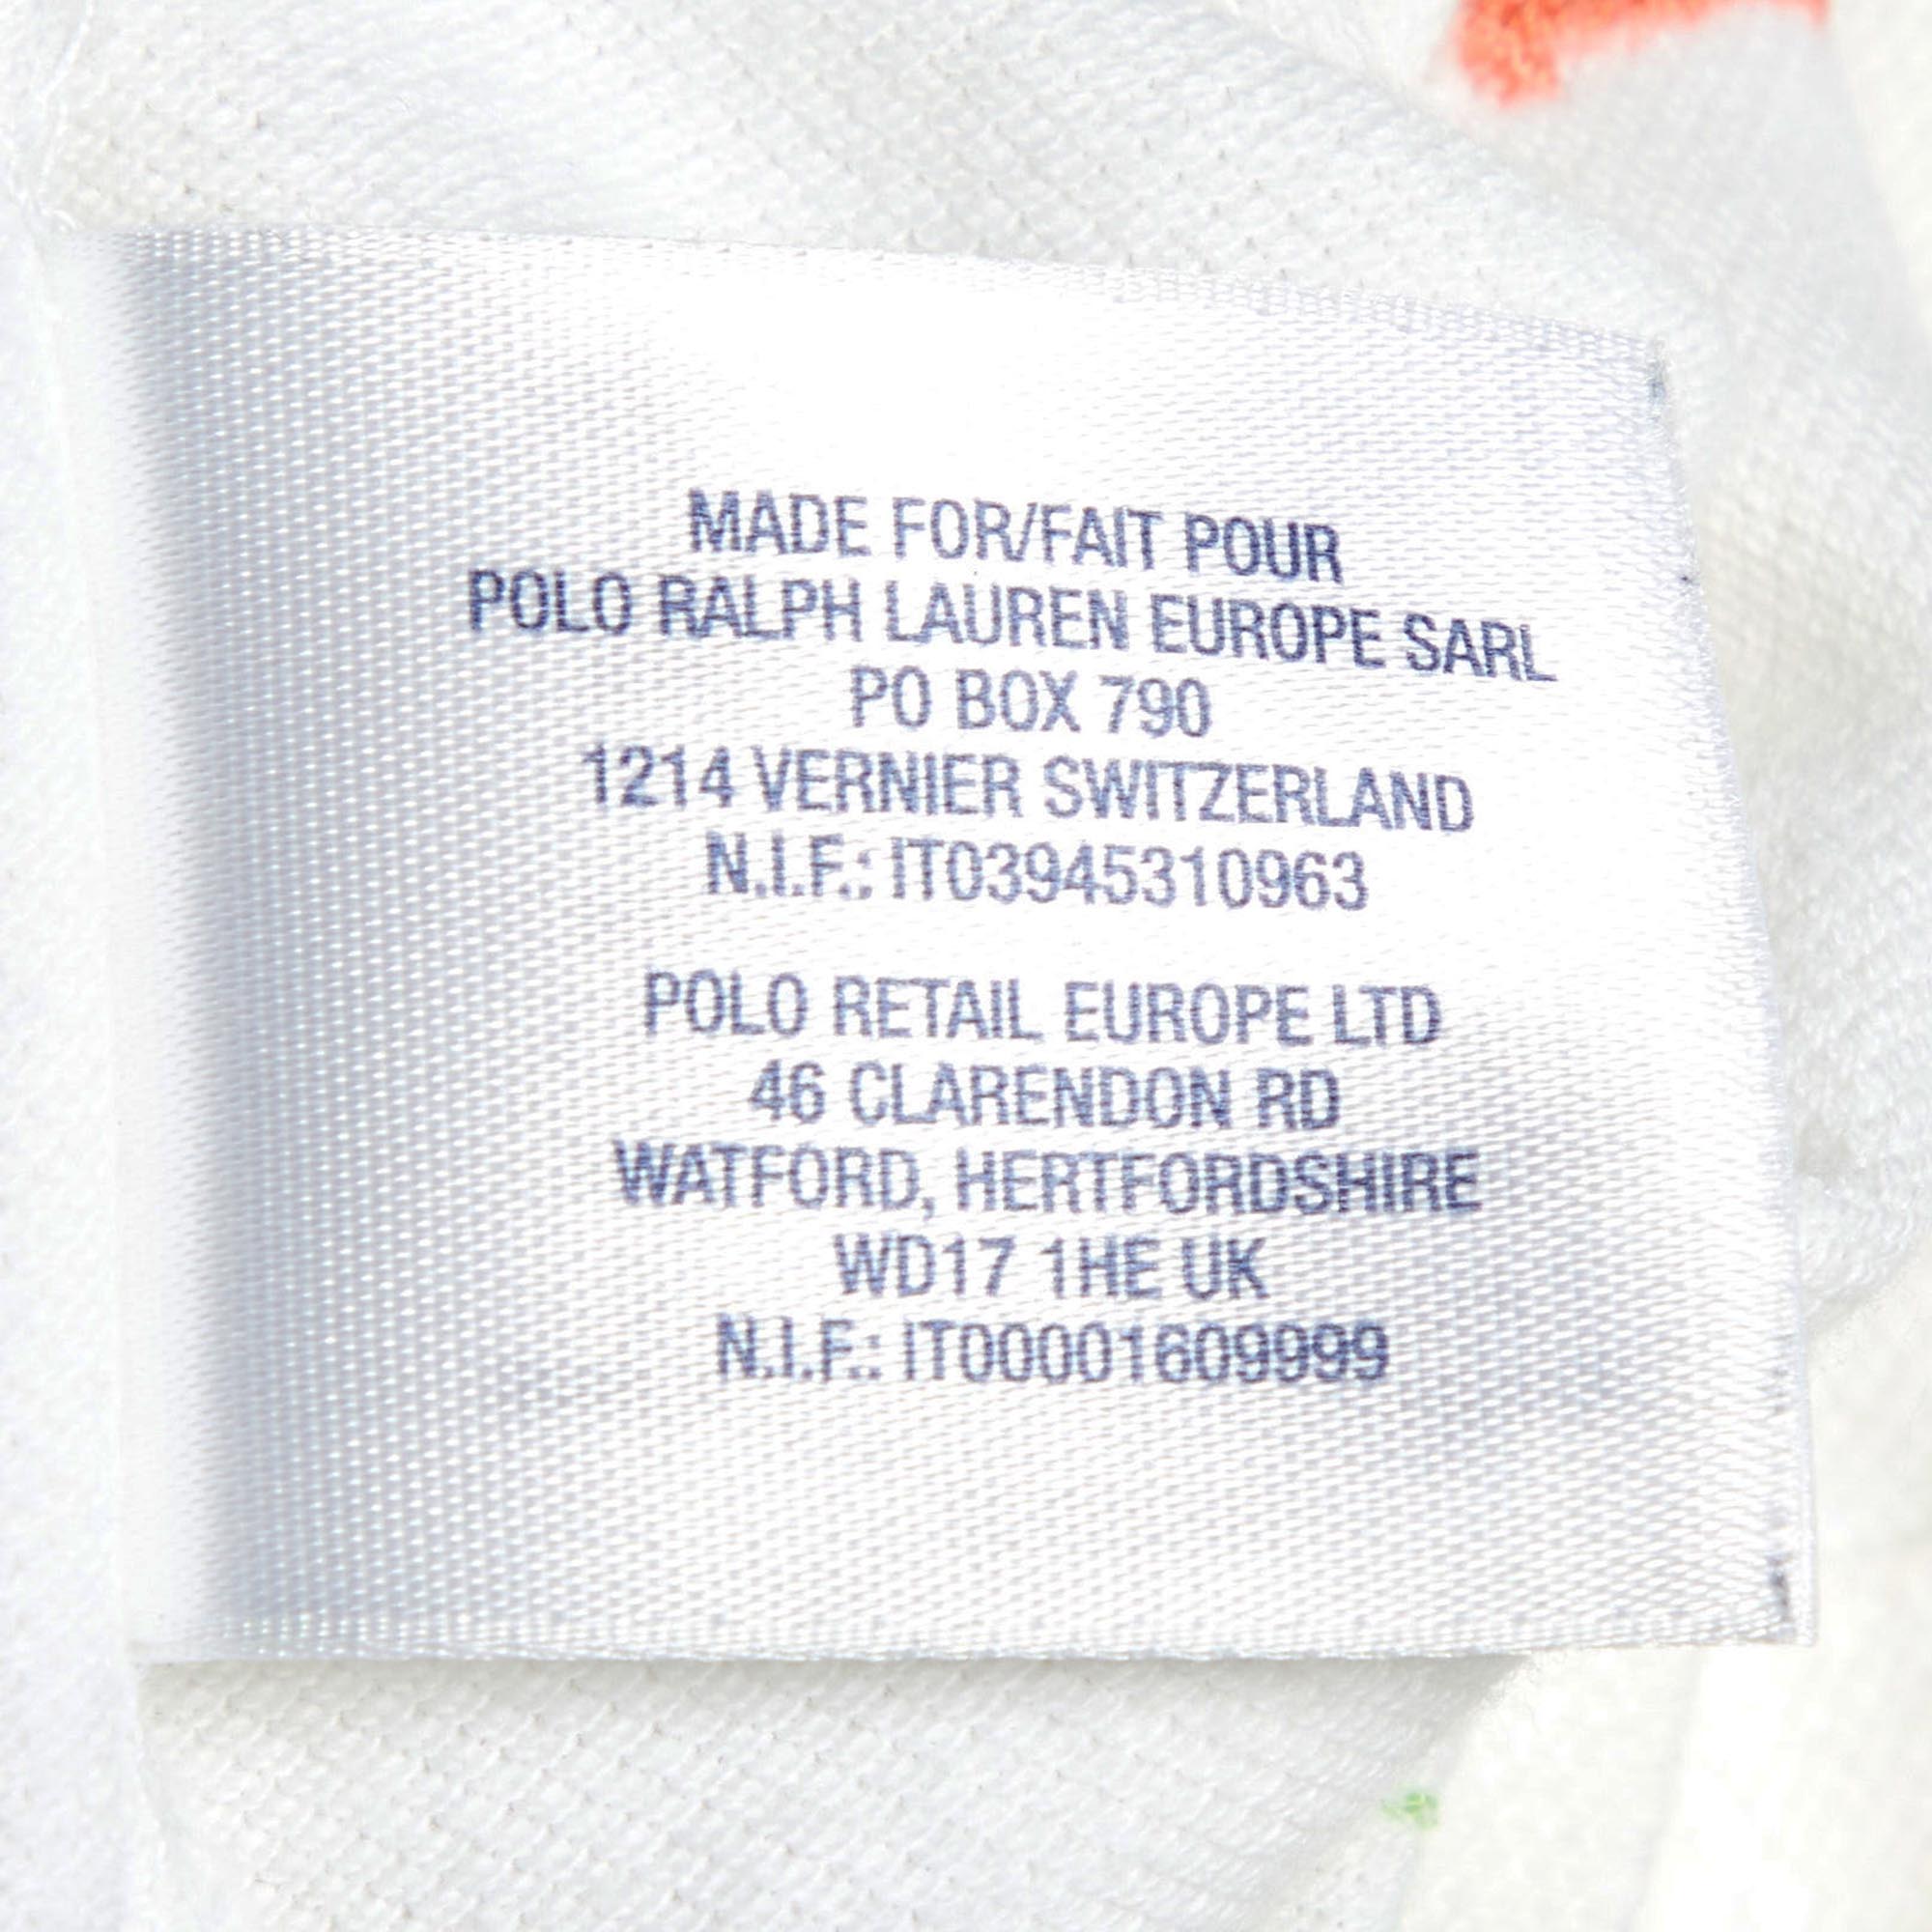 MADE FOR/FAIT POUR
POLO RALPH LAUREN EUROPE SARL
PO BOX 790
1214 VERNIER SWITZERLAND
N.I.F.: IT03945310963
POLO RETAIL EUROPE LTD
46 CLARENDON RD
WATFORD, HERTFORDSHIRE
WD17 1HE UK
N.I.F.: IT00001609999